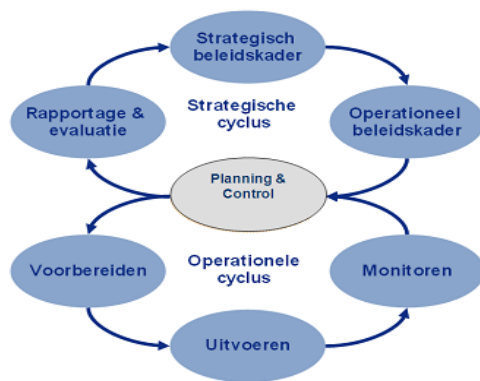 Strategisch
beleidskader
Rapportage &
evaluatie
Strategische
cyclus
Operationeel
beleidskader
Planning &
Control
Voorbereiden
Operationele
cyclus
Monitoren
Uitvoeren